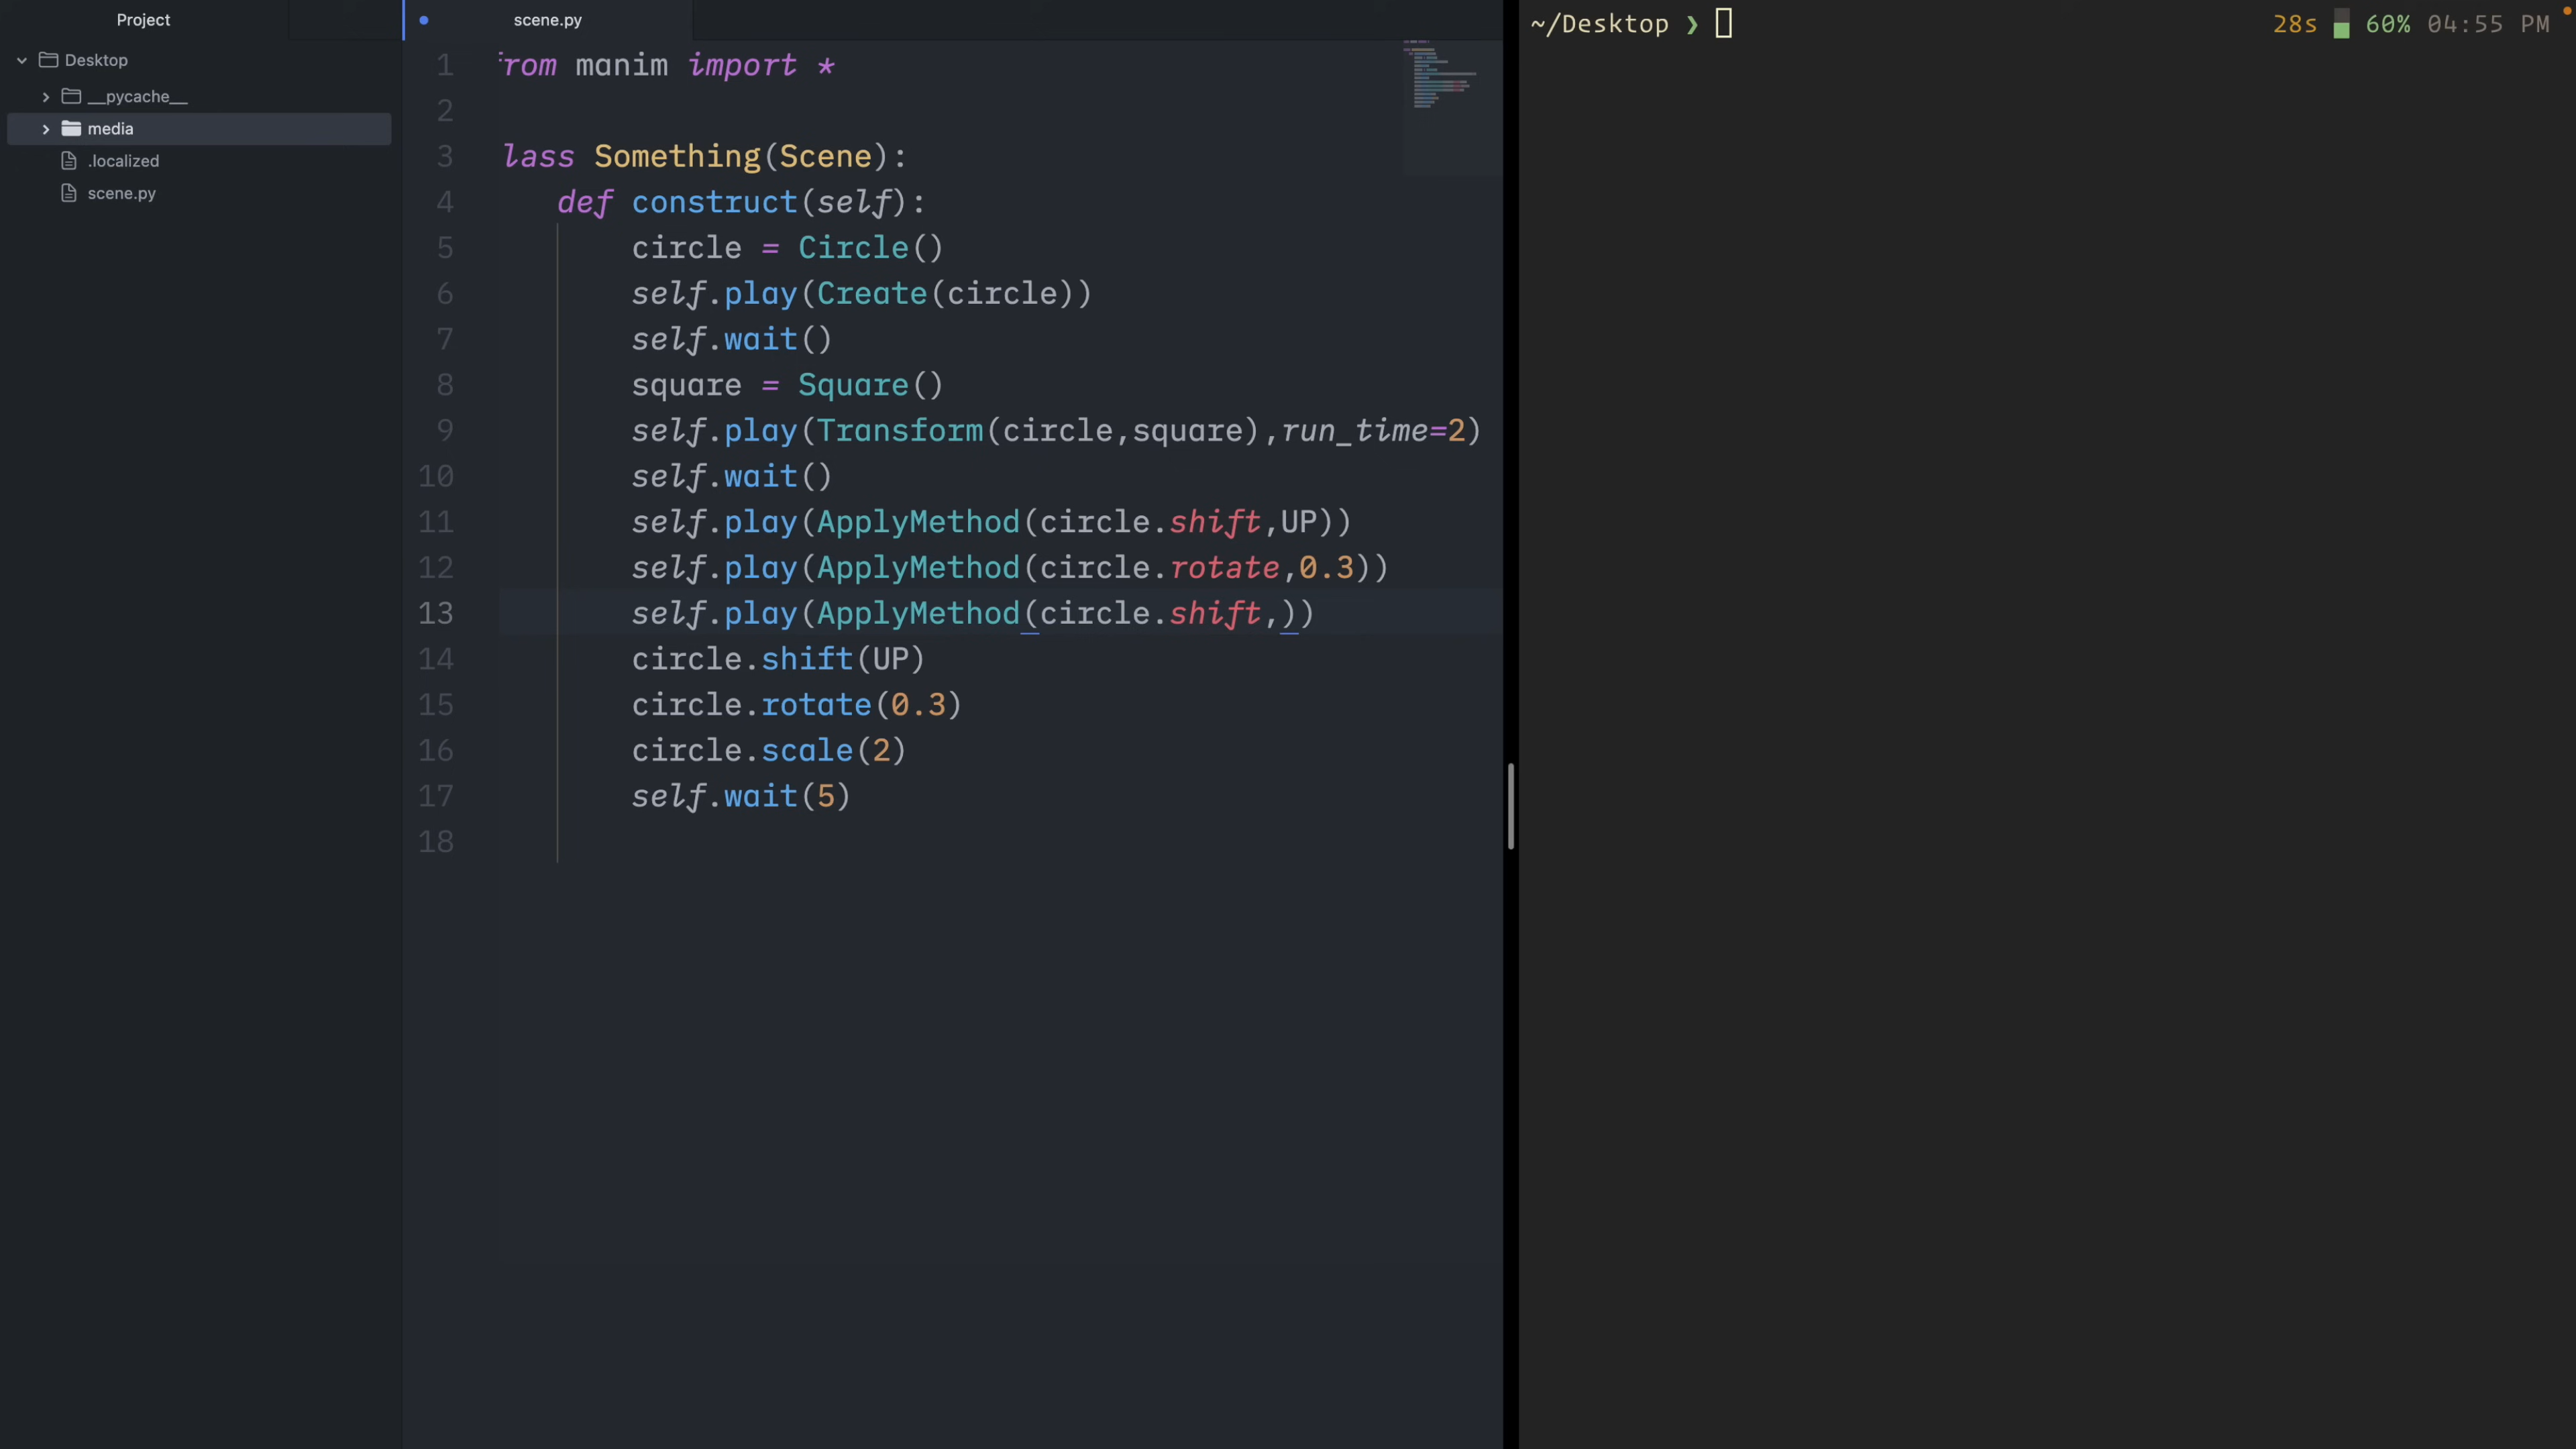 Project
Desktop
__pycache__
media
.localized
scene.py
scene.py
1 rom manim import *
2
3 lass Something(Scene):
4 def construct(self):
5 circle = Circle()
6 self.play(Create(circle))
7 self.wait()
8 square = Square()
9 self.play(Transform(circle,square),run_time=2)
10 self.wait()
11 self.play(ApplyMethod(circle.shift,UP))
12 self.play(ApplyMethod(circle.rotate,0.3))
13 self.play(ApplyMethod(circle.shift,))
14 circle.shift(UP)
15 circle.rotate(0.3)
16 circle.scale(2)
17 self.wait(5)
18
~/Desktop ❯ 28s 60% 04:55 PM